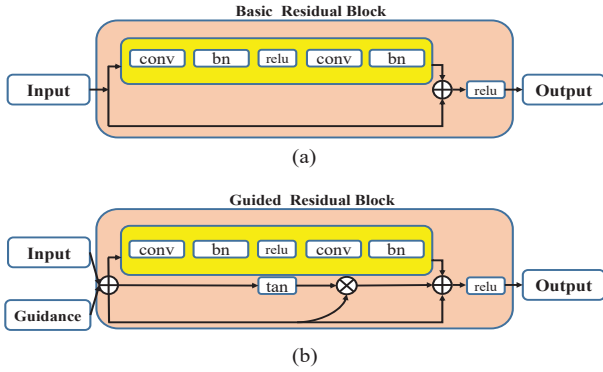 Basic Residual Block
conv bn relu conv bn
Input relu Output
(a)
Guided Residual Block
Input conv bn relu conv bn
tan relu Output
Guidance
(b)